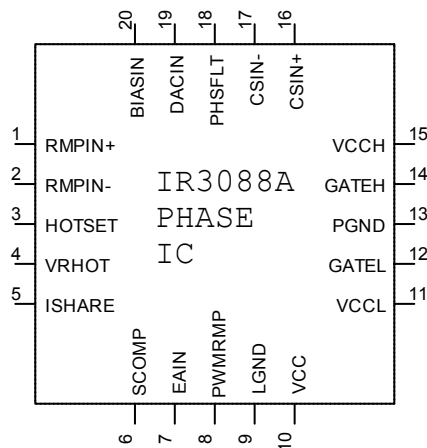 20 19 18 17 16
BIASIN DACIN PHSFLT CSIN- CSIN+
1 RMPIN+ VCCH 15
2 RMPIN- IR3088A GATEH 14
3 HOTSET PHASE PGND 13
4 VRHOT IC GATEL 12
5 ISHARE VCCL 11
SCOMP EAIN PWMRMP LGND VCC
6 7 8 9 10